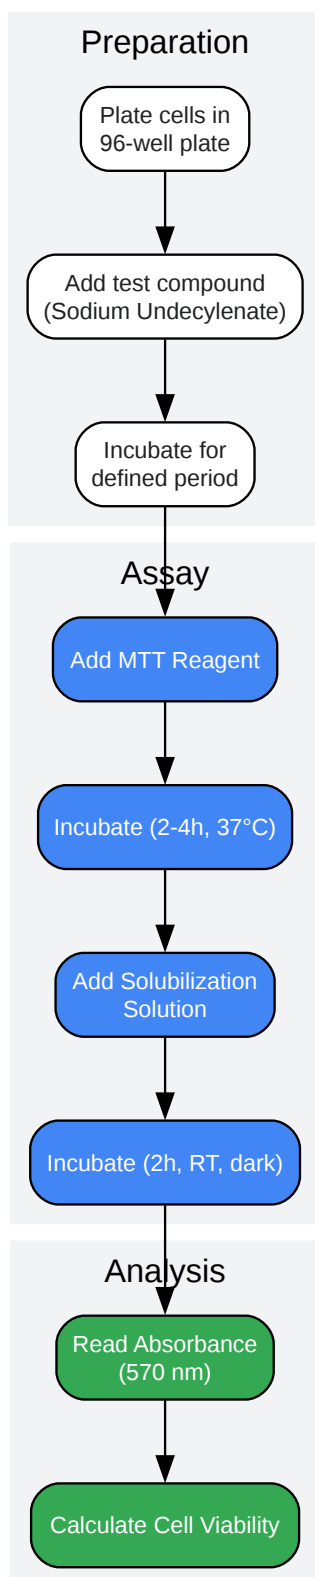 Preparation
Plate cells in
96-well plate
Add test compound
(Sodium Undecylenate)
Incubate for
defined period
Assay
Add MTT Reagent
Incubate (2-4h, 37°C)
Add Solubilization
Solution
Incubate (2h, RT, dark)
Analysis
Read Absorbance
(570 nm)
Calculate Cell Viability